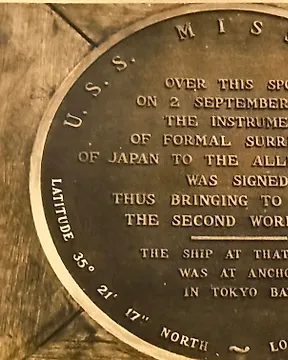 U.S.S. MISS
OVER THIS SPO
ON 2 SEPTEMBER
THE INSTRUME
OF FORMAL SURR
OF JAPAN TO THE ALL
WAS SIGNED
THUS BRINGING TO
THE SECOND WOR
THE SHIP AT THAT
WAS AT ANCHO
IN TOKYO BA
LATITUDE 35° 21' 17" NORTH ~ LO